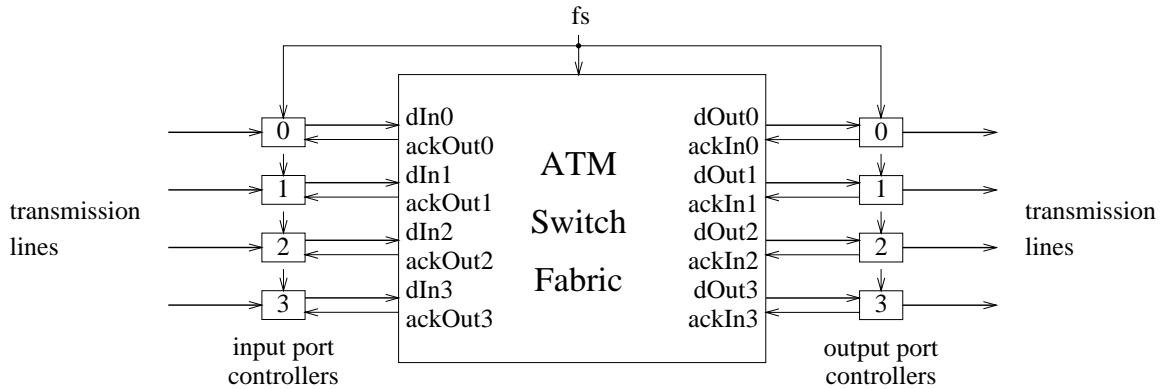 fs
0
dIn0
ackOut0
1
dIn1
ackOut1
2
dIn2
ackOut2
3
dIn3
ackOut3
transmission
lines
input port
controllers
ATM
Switch
Fabric
dOut0
ackIn0
0
dOut1
ackIn1
1
dOut2
ackIn2
2
dOut3
ackIn3
3
transmission
lines
output port
controllers